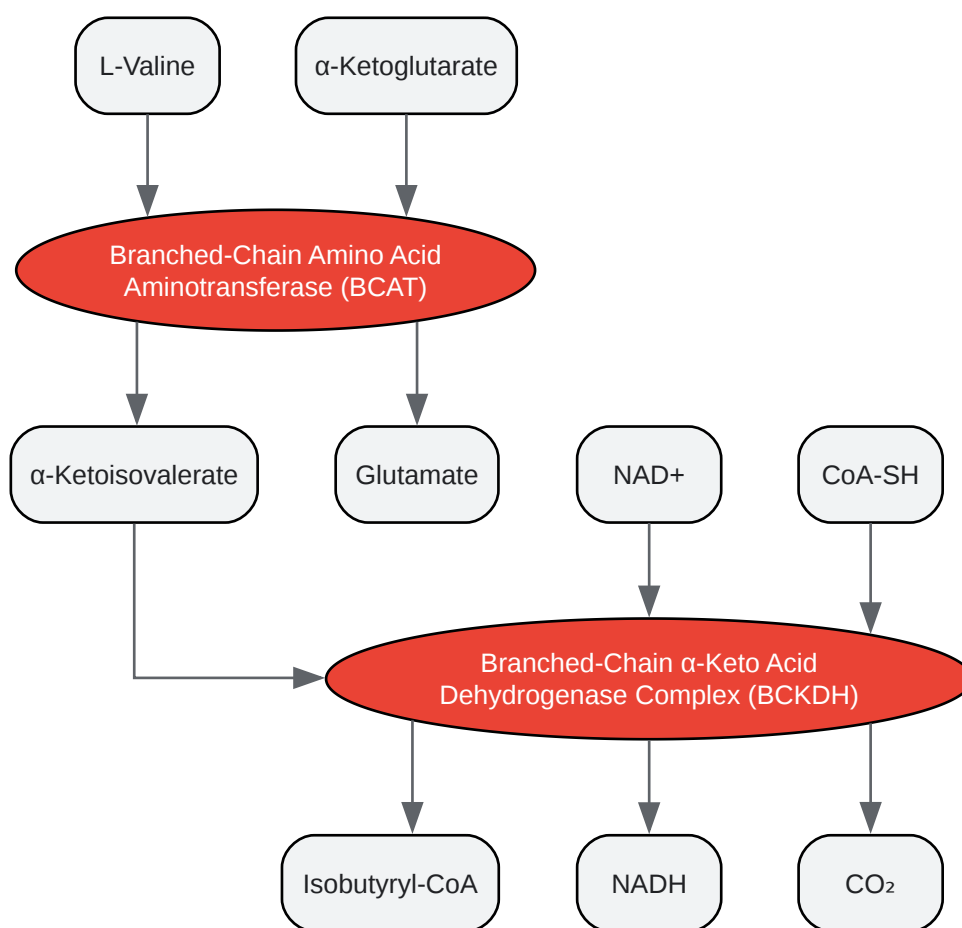 L-Valine
α-Ketoglutarate
Branched-Chain Amino Acid
Aminotransferase (BCAT)
α-Ketoisovalerate
Glutamate
NAD+
CoA-SH
Branched-Chain α-Keto Acid
Dehydrogenase Complex (BCKDH)
Isobutyryl-CoA
NADH
CO₂